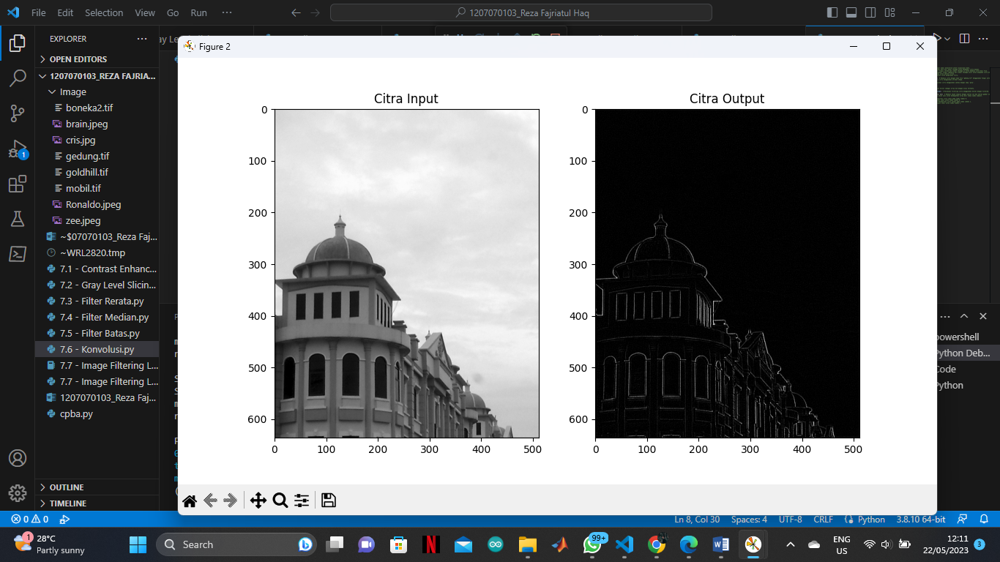 File Edit Selection View Go Run ···
1207070103_Reza Fajriatul Haq
EXPLORER
OPEN EDITORS
1207070103_REZA FAJRIA...
Image
boneka2.tif
brain.jpeg
cris.jpg
gedung.tif
goldhill.tif
mobil.tif
Ronaldo.jpeg
zee.jpeg
~$07070103_Reza Faj...
~WRL2820.tmp
7.1 - Contrast Enhanc...
7.2 - Gray Level Slicin...
7.3 - Filter Rerata.py
7.4 - Filter Median.py
7.5 - Filter Batas.py
7.6 - Konvolusi.py
7.7 - Image Filtering L...
7.7 - Image Filtering L...
1207070103_Reza Faj...
cpba.py
OUTLINE
TIMELINE
1
Figure 2
Citra Input
0
100
200
300
400
500
600
0 100 200 300 400 500
Citra Output
0
100
200
300
400
500
600
0 100 200 300 400 500
powershell
Python Deb...
Code
Python
0 0
Ln 8, Col 30 Spaces: 4 UTF-8 CRLF Python 3.8.10 64-bit
1
28°C
Partly sunny
Search
99+
ENG
US
12:11
22/05/2023
3